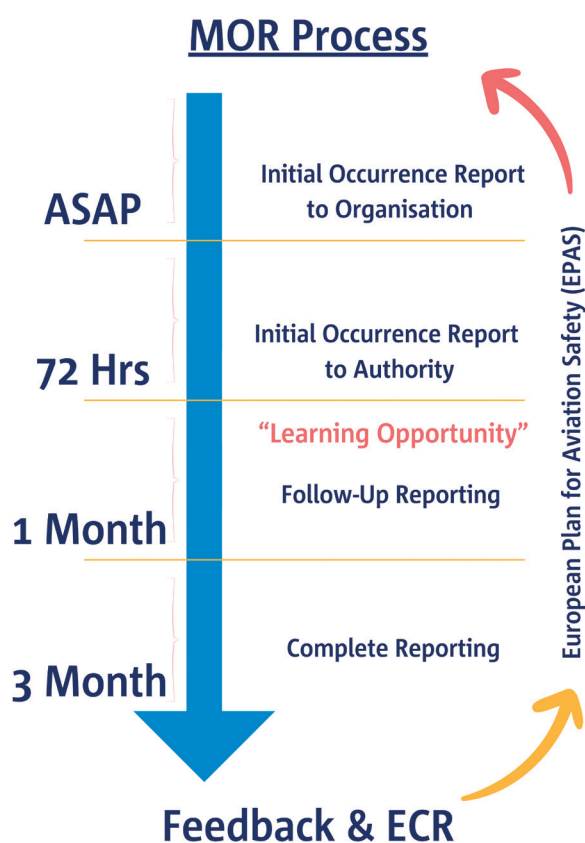 MOR Process
Initial Occurrence Report
to Organisation
ASAP
Initial Occurrence Report
to Authority
72 Hrs
“Learning Opportunity”
Follow-Up Reporting
1 Month
Complete Reporting
3 Month
Feedback & ECR
European Plan for Aviation Safety (EPAS)